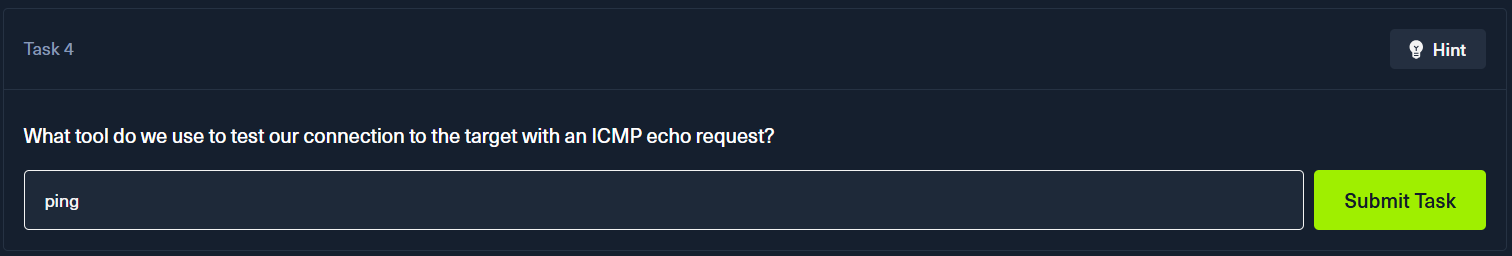 Task 4
Hint
What tool do we use to test our connection to the target with an ICMP echo request?
ping
Submit Task